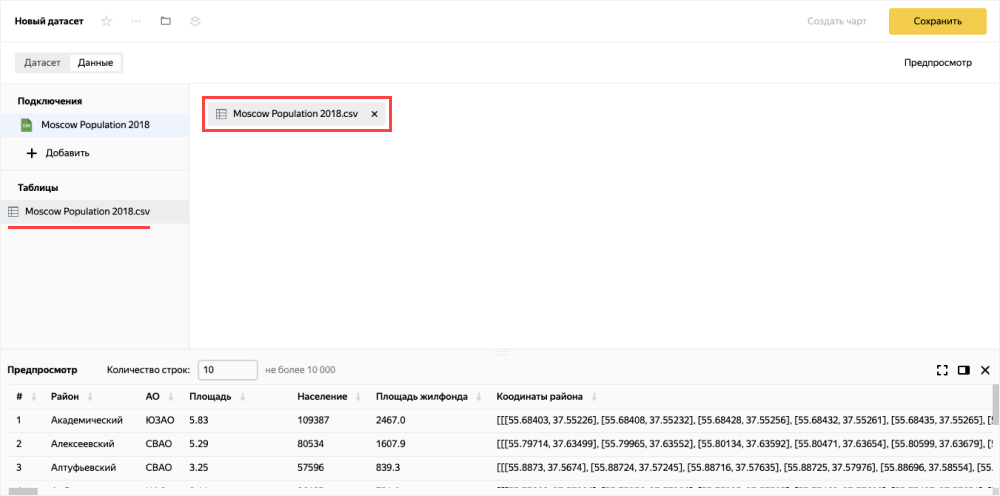 Новый датасет
Создать чарт
Сохранить
Датасет Данные
Предпросмотр
Подключения
Moscow Population 2018
Добавить
Таблицы
Moscow Population 2018.csv
Moscow Population 2018.csv
Предпросмотр Количество строк: 10 не более 10 000
# Район АО Площадь Население Площадь жилфонда Коодинаты района
1 Академический ЮЗАО 5.83 109387 2467.0 [[[55.68403, 37.55226], [55.68408, 37.55232], [55.68428, 37.55256], [55.68432, 37.55261], [55.68435, 37.55265],
2 Алексеевский СВАО 5.29 80534 1607.9 [[[55.79714, 37.63499], [55.79965, 37.63552], [55.80134, 37.63592], [55.80471, 37.63654], [55.80599, 37.63679],
3 Алтуфьевский СВАО 3.25 57596 839.3 [[[55.8873, 37.5674], [55.88724, 37.57245], [55.88716, 37.57635], [55.88725, 37.57976], [55.88696, 37.58554], [55.